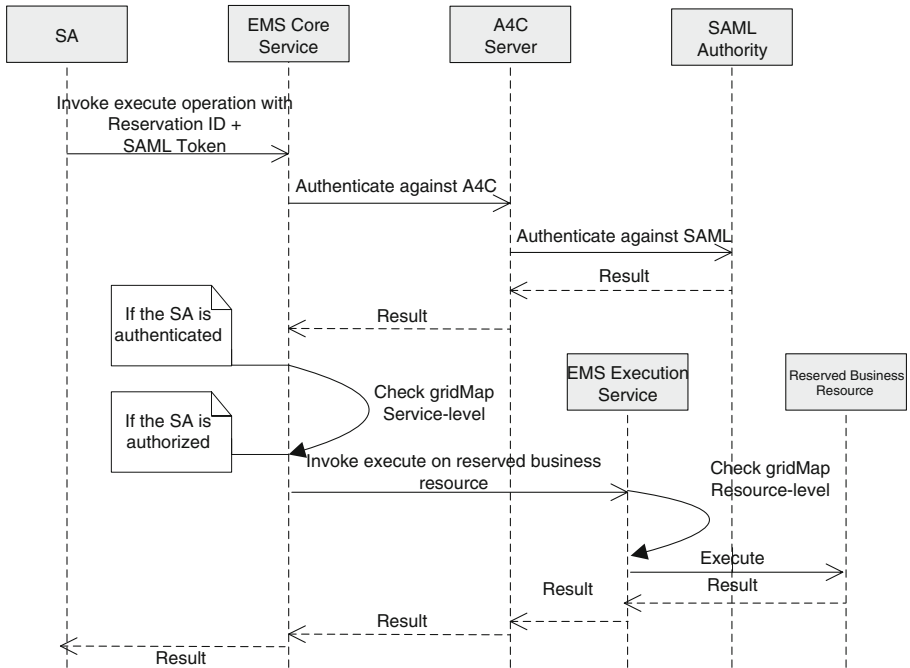 SA
EMS Core
Service
A4C
Server
SAML
Authority
Invoke execute operation with
Reservation ID +
SAML Token
Authenticate against A4C
Authenticate against SAML
Result
Result
If the SA is
authenticated
Check gridMap
Service-level
EMS Execution
Service
Reserved Business
Resource
If the SA is
authorized
Invoke execute on reserved business
resource
Check gridMap
Resource-level
Execute
Result
Result
Result
Result